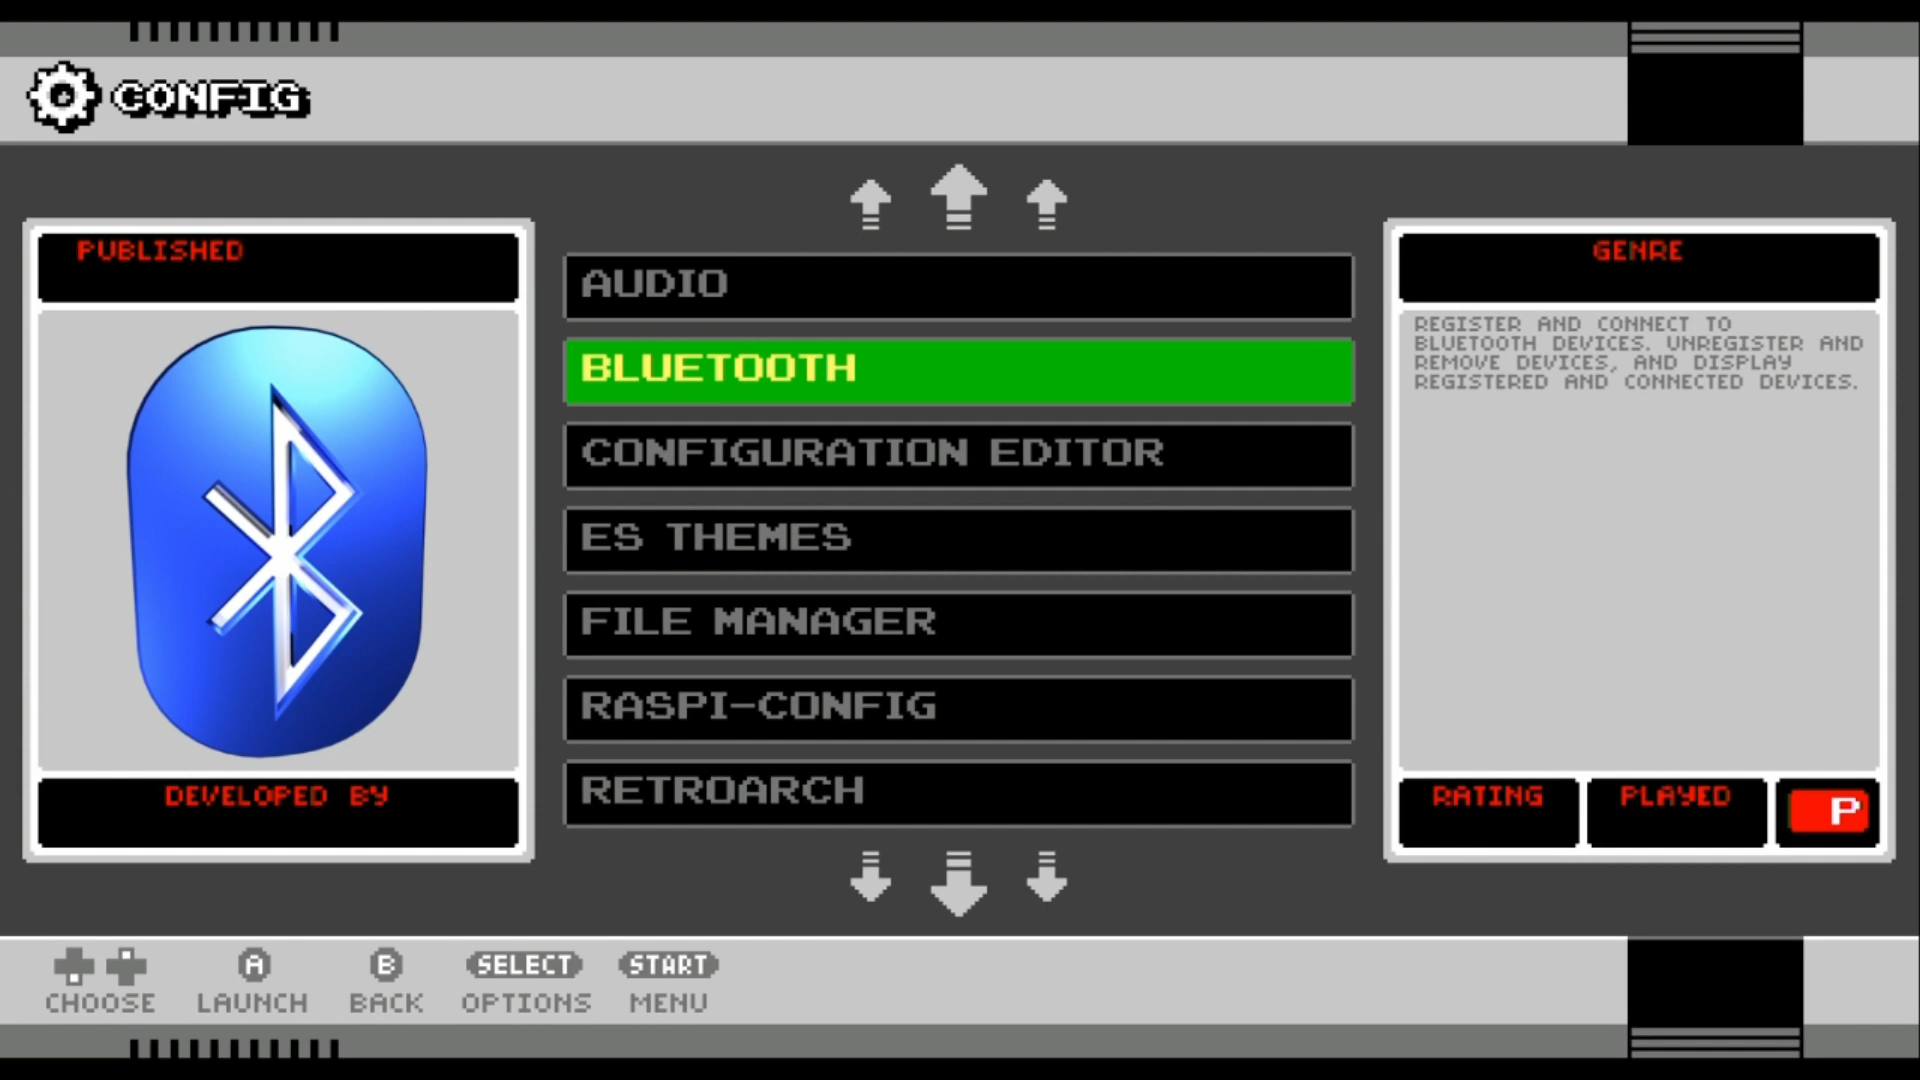 CONFIG
PUBLISHED
DEVELOPED BY
AUDIO
BLUETOOTH
CONFIGURATION EDITOR
ES THEMES
FILE MANAGER
RASPI-CONFIG
RETROARCH
GENRE
REGISTER AND CONNECT TO
BLUETOOTH DEVICES. UNREGISTER AND
REMOVE DEVICES, AND DISPLAY
REGISTERED AND CONNECTED DEVICES.
RATING
PLAYED
P
A
B
SELECT
START
CHOOSE
LAUNCH
BACK
OPTIONS
MENU